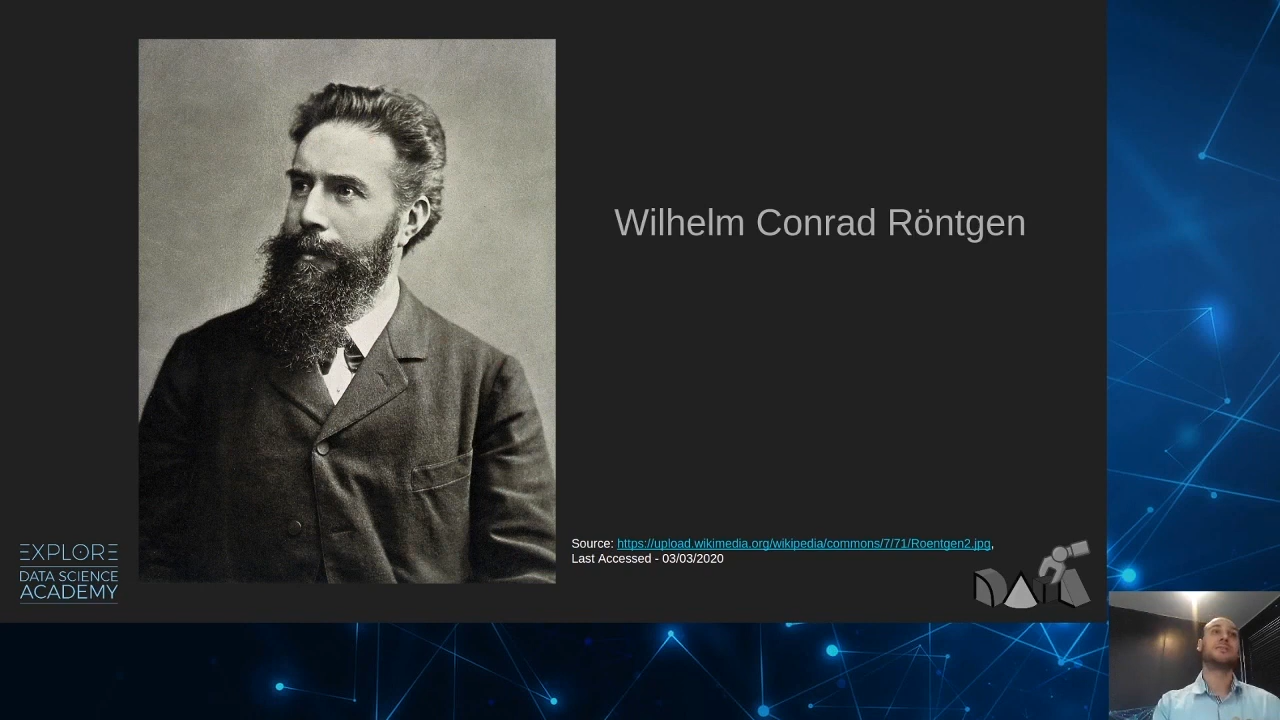 Wilhelm Conrad Röntgen
Source: https://upload.wikimedia.org/wikipedia/commons/7/71/Roentgen2.jpg,
Last Accessed - 03/03/2020
EXPLORE
DATA SCIENCE
ACADEMY